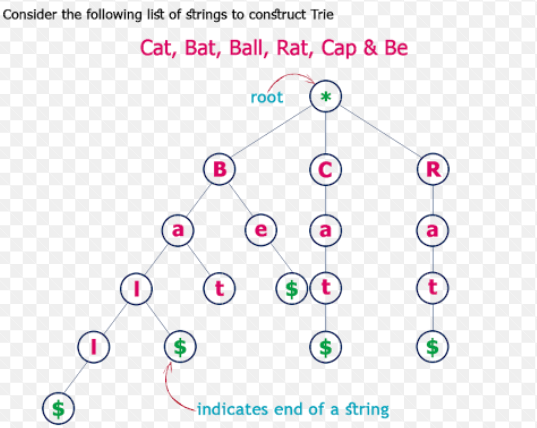 Consider the following list of strings to construct Trie
Cat, Bat, Ball, Rat, Cap & Be
root
*
B C R
a e a a
l t $ t t
l $ $ $
$
indicates end of a string